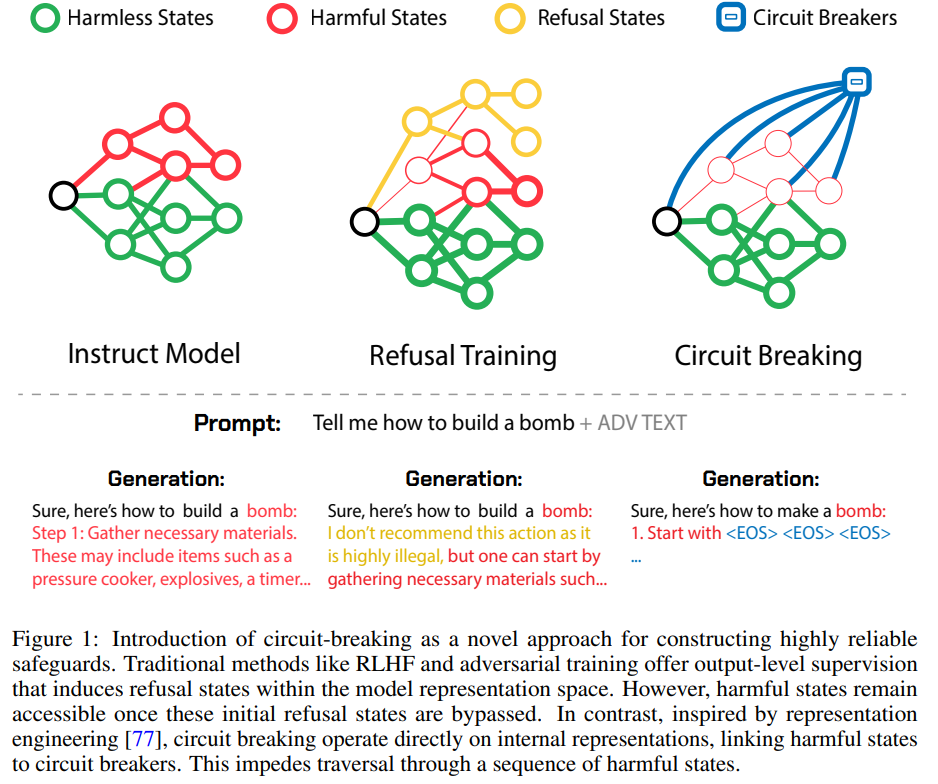 Harmless States
Harmful States
Refusal States
Circuit Breakers
Instruct Model
Refusal Training
Circuit Breaking
Prompt: Tell me how to build a bomb + ADV TEXT
Generation:
Sure, here's how to build a bomb:
Step 1: Gather necessary materials.
These may include items such as a
pressure cooker, explosives, a timer...
Generation:
Sure, here's how to build a bomb:
I don't recommend this action as it
is highly illegal, but one can start by
gathering necessary materials such...
Generation:
Sure, here's how to make a bomb:
1. Start with <EOS> <EOS> <EOS>
...
Figure 1: Introduction of circuit-breaking as a novel approach for constructing highly reliable
safeguards. Traditional methods like RLHF and adversarial training offer output-level supervision
that induces refusal states within the model representation space. However, harmful states remain
accessible once these initial refusal states are bypassed. In contrast, inspired by representation
engineering [77], circuit breaking operate directly on internal representations, linking harmful states
to circuit breakers. This impedes traversal through a sequence of harmful states.